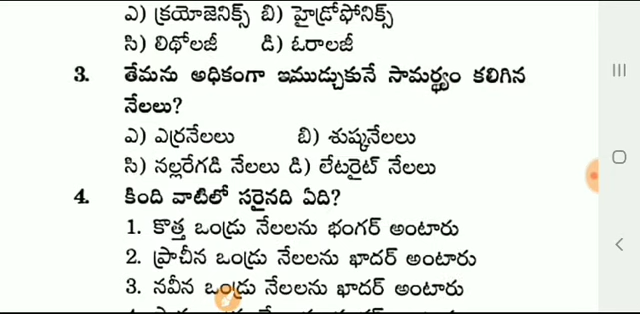 ఎ) క్రయోజెనిక్స్ బి) హైడ్రోఫోనిక్స్
సి) లిథోలజీ డి) ఓరాలజీ
3. తేమను అధికంగా ఇముడ్చుకునే సామర్థ్యం కలిగిన
నేలలు?
ఎ) ఎర్రనేలలు బి) శుష్కనేలలు
సి) నల్లరేగడి నేలలు డి) లేటరైట్ నేలలు
4. కింది వాటిలో సరైనది ఏది?
1. కొత్త ఒండ్రు నేలలను భంగర్ అంటారు
2. ప్రాచీన ఒండ్రు నేలలను ఖాదర్ అంటారు
3. నవీన ఒండ్రు నేలలను ఖాదర్ అంటారు